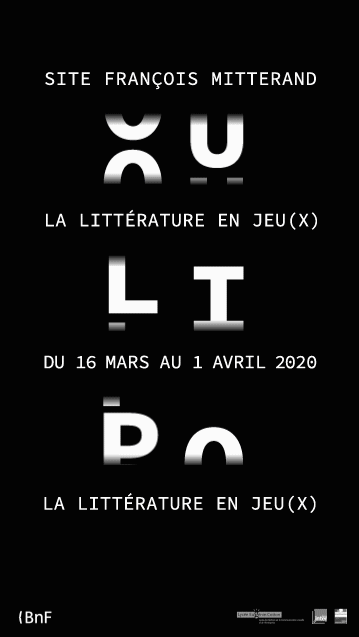 SITE FRANÇOIS MITTERAND
OU
LA LITTÉRATURE EN JEU(X)
LI
DU 16 MARS AU 1 AVRIL 2020
PO
LA LITTÉRATURE EN JEU(X)
(BnF